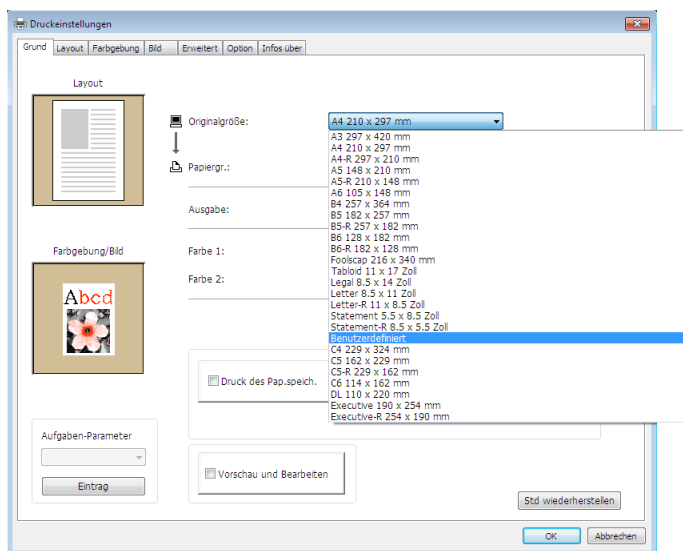 Druckeinstellungen
Grund Layout Farbgebung Bild Erweitert Option Infos über
Layout
Originalgröße:
A4 210 x 297 mm
Papiergr.:
Ausgabe:
Farbgebung/Bild
Farbe 1:
Farbe 2:
Abcd
A3 297 x 420 mm
A4 210 x 297 mm
A4-R 297 x 210 mm
A5 148 x 210 mm
A5-R 210 x 148 mm
A6 105 x 148 mm
B4 257 x 364 mm
B5 182 x 257 mm
B5-R 257 x 182 mm
B6 128 x 182 mm
B6-R 182 x 128 mm
Foolscap 216 x 340 mm
Tabloid 11 x 17 Zoll
Legal 8.5 x 14 Zoll
Letter 8.5 x 11 Zoll
Letter-R 11 x 8.5 Zoll
Statement 5.5 x 8.5 Zoll
Statement-R 8.5 x 5.5 Zoll
Benutzerdefiniert
C4 229 x 324 mm
C5 162 x 229 mm
C5-R 229 x 162 mm
C6 114 x 162 mm
DL 110 x 220 mm
Executive 190 x 254 mm
Executive-R 254 x 190 mm
Druck des Pap.speich.
Aufgaben-Parameter
Eintrag
Vorschau und Bearbeiten
Std wiederherstellen
OK Abbrechen